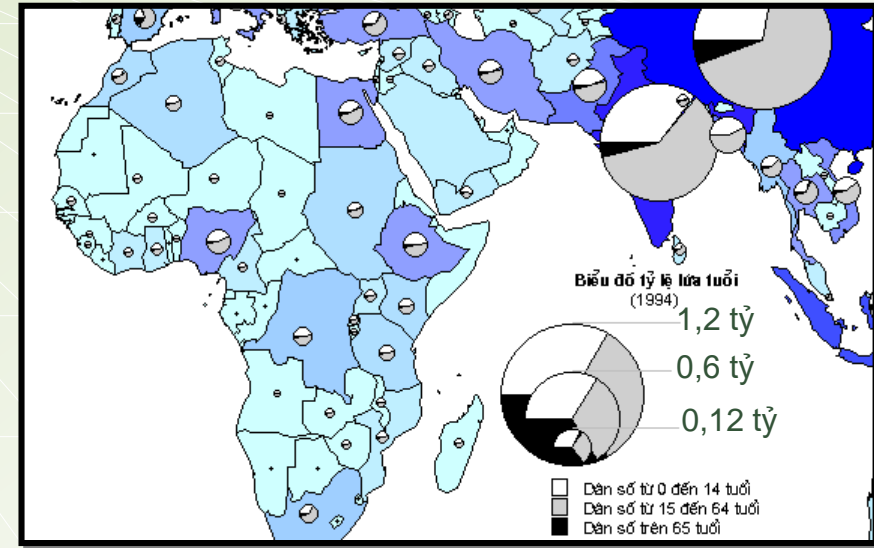 Biểu đồ tỷ lệ lứa tuổi
(1994)
1,2 tỷ
0,6 tỷ
0,12 tỷ
Dân số từ 0 đến 14 tuổi
Dân số từ 15 đến 64 tuổi
Dân số trên 65 tuổi